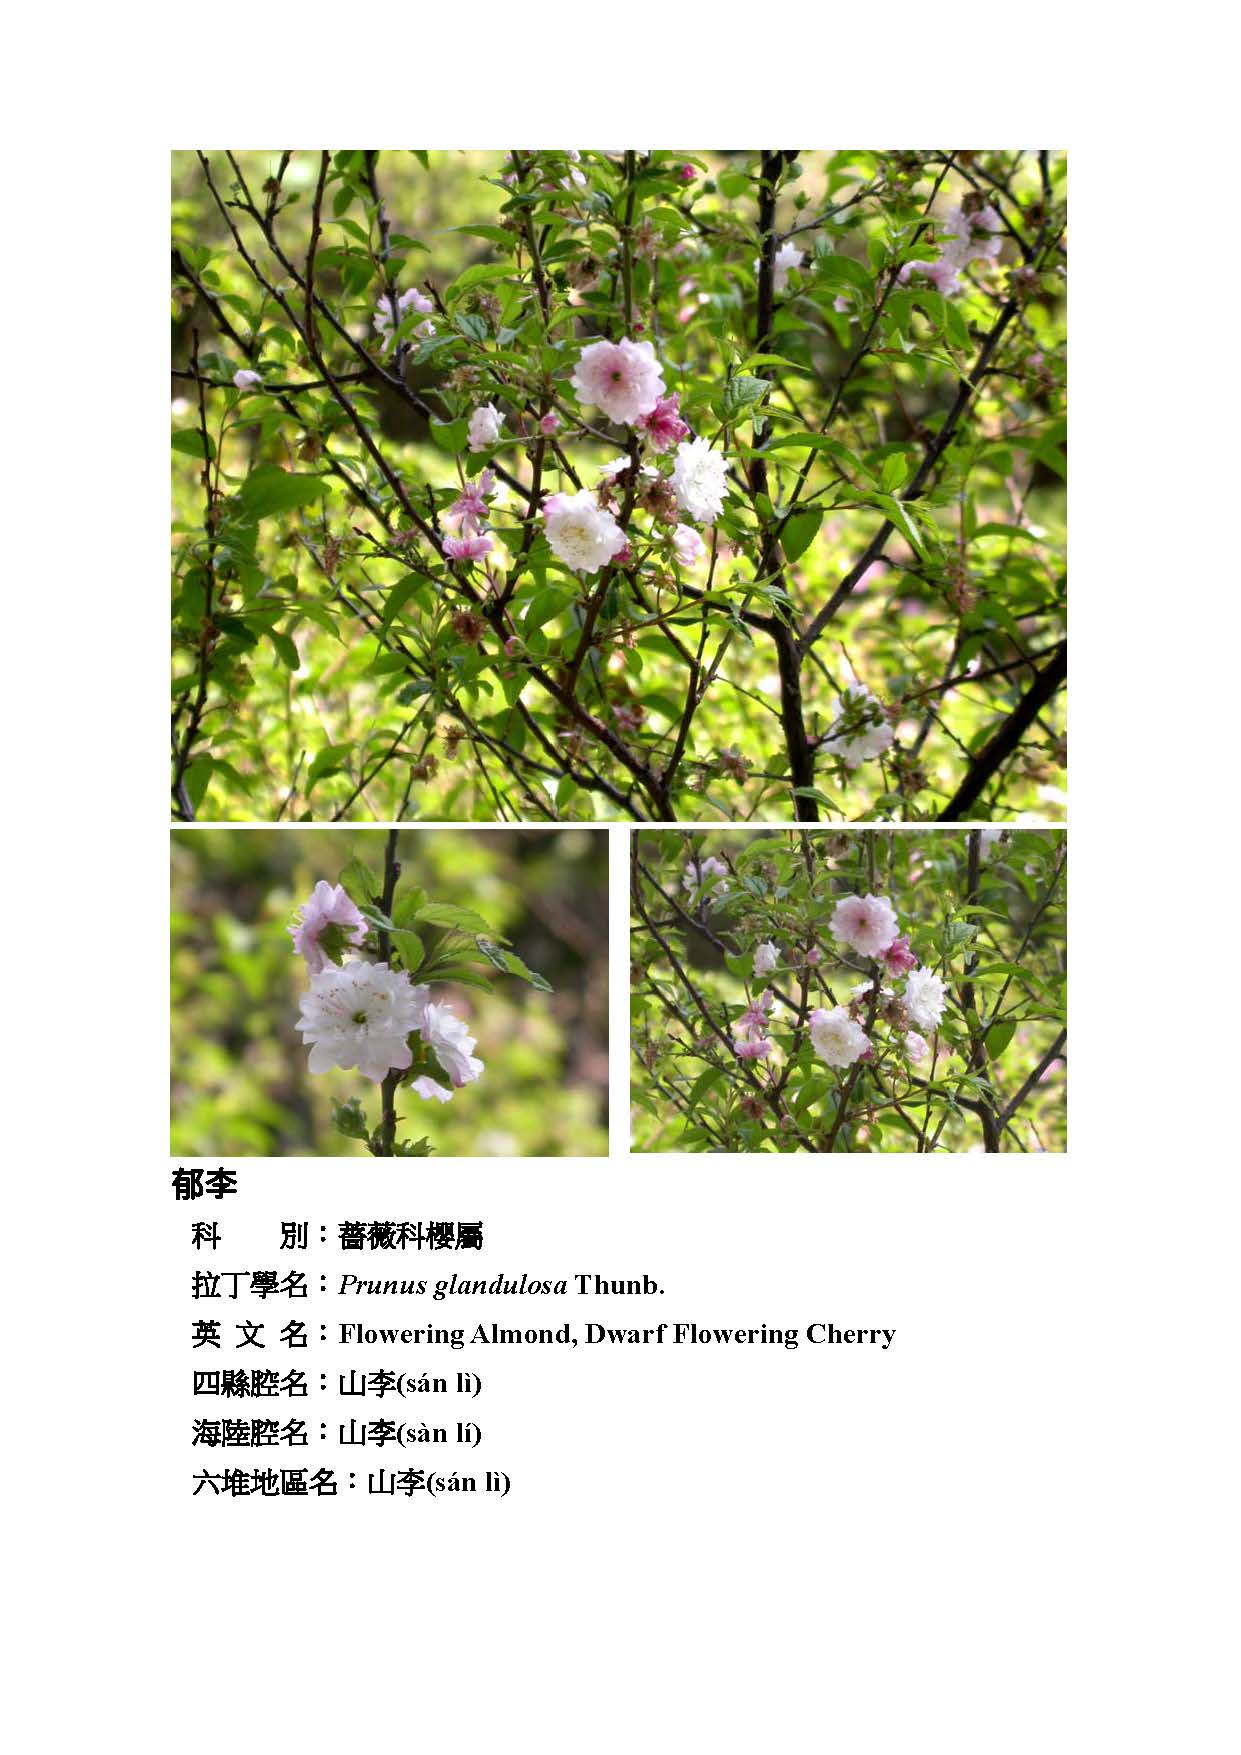 郁李
科　　別：薔薇科櫻屬
拉丁學名：Prunus glandulosa Thunb.
英 文 名：Flowering Almond, Dwarf Flowering Cherry
四縣腔名：山李(sán lì)
海陸腔名：山李(sàn lí)
六堆地區名：山李(sán lì)